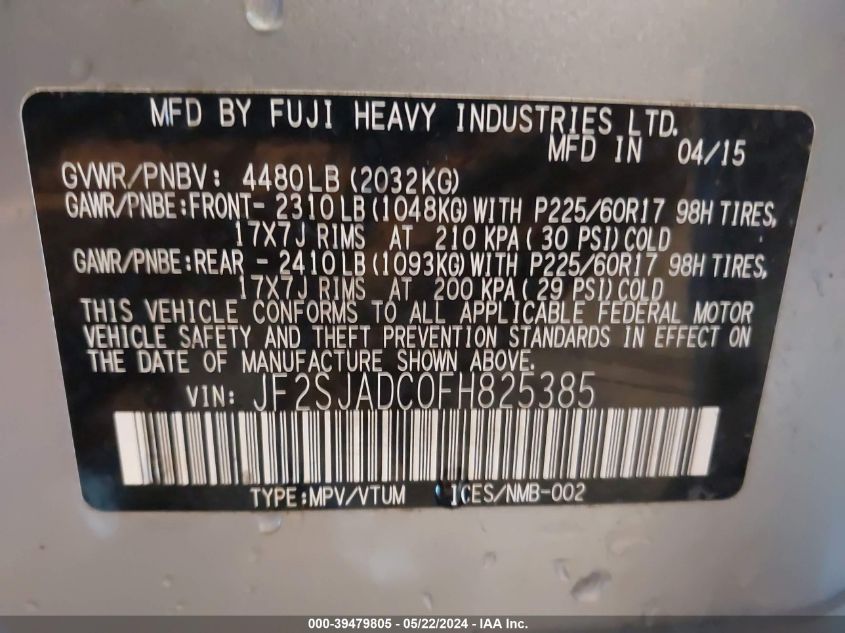 MFD BY FUJI HEAVY INDUSTRIES LTD.
MFD IN 04/15
GVWR/PNBV: 4480LB (2032KG)
GAWR/PNBE:FRONT- 2310LB(1048KG)WITH P225/60R17 98H TIRES,
17X7J RIMS AT 210 KPA(30 PSI)COLD
GAWR/PNBE:REAR - 2410LB(1093KG)WITH P225/60R17 98H TIRES,
17X7J RIMS AT 200 KPA(29 PSI)COLD
THIS VEHICLE CONFORMS TO ALL APPLICABLE FEDERAL MOTOR
VEHICLE SAFETY AND THEFT PREVENTION STANDARDS IN EFFECT ON
THE DATE OF MANUFACTURE SHOWN ABOVE.
VIN: JF2SJADC0FH825385
TYPE:MPV/VTUM ICES/NMB-002
000-39479805 - 05/22/2024 - IAA Inc.